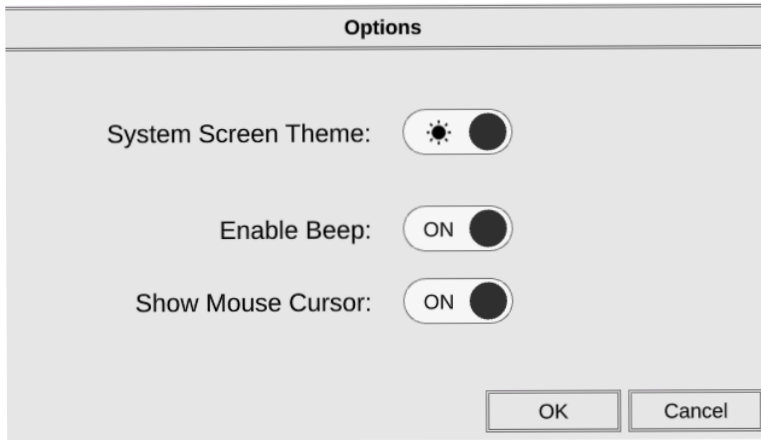 Options
System Screen Theme:
Enable Beep: ON
Show Mouse Cursor: ON
OK Cancel